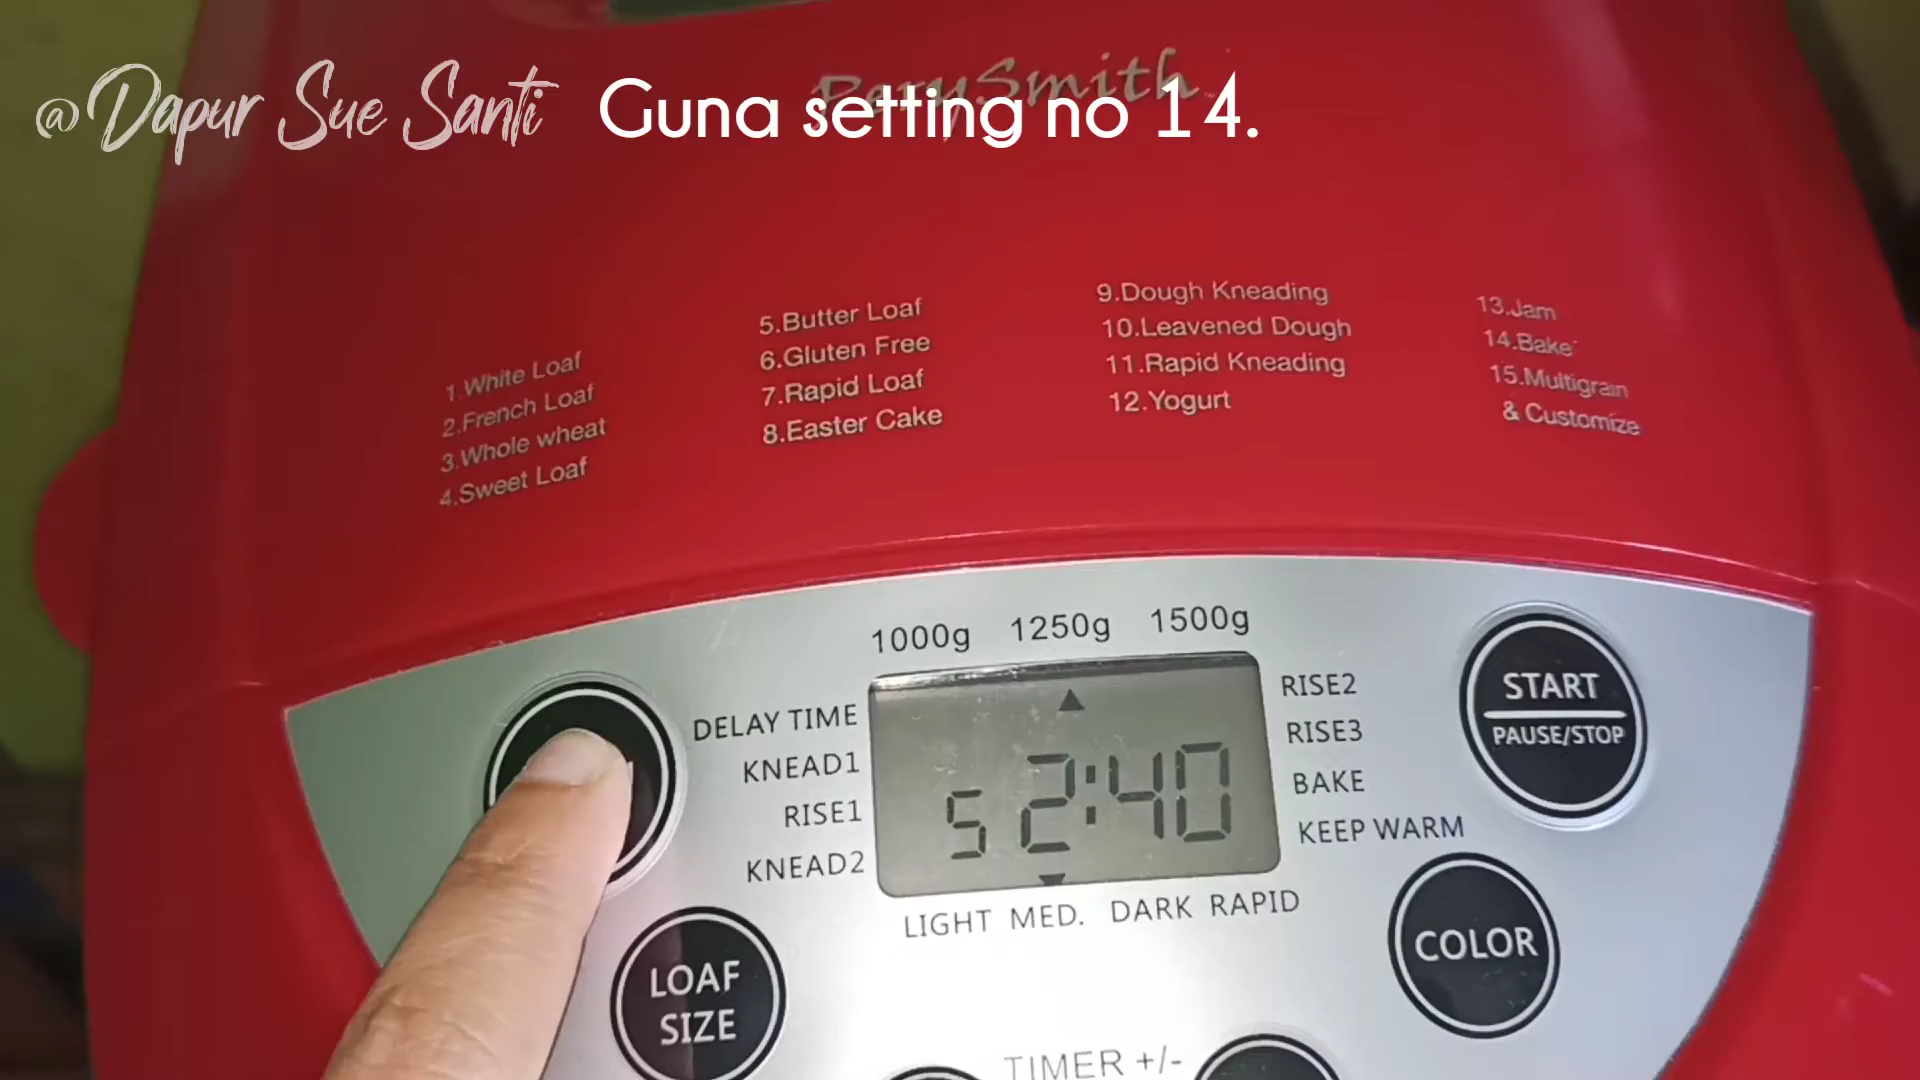 @Dapur Sue Santi
Guna setting no 14.
PerySmith
1.White Loaf
2.French Loaf
3.Whole wheat
4.Sweet Loaf
5.Butter Loaf
6.Gluten Free
7.Rapid Loaf
8.Easter Cake
9.Dough Kneading
10.Leavened Dough
11.Rapid Kneading
12.Yogurt
13.Jam
14.Bake
15.Multigrain
& Customize
1000g 1250g 1500g
DELAY TIME
KNEAD1
RISE1
KNEAD2
5 2:40
RISE2
RISE3
BAKE
KEEP WARM
LIGHT MED. DARK RAPID
START
PAUSE/STOP
LOAF
SIZE
COLOR
TIMER +/-